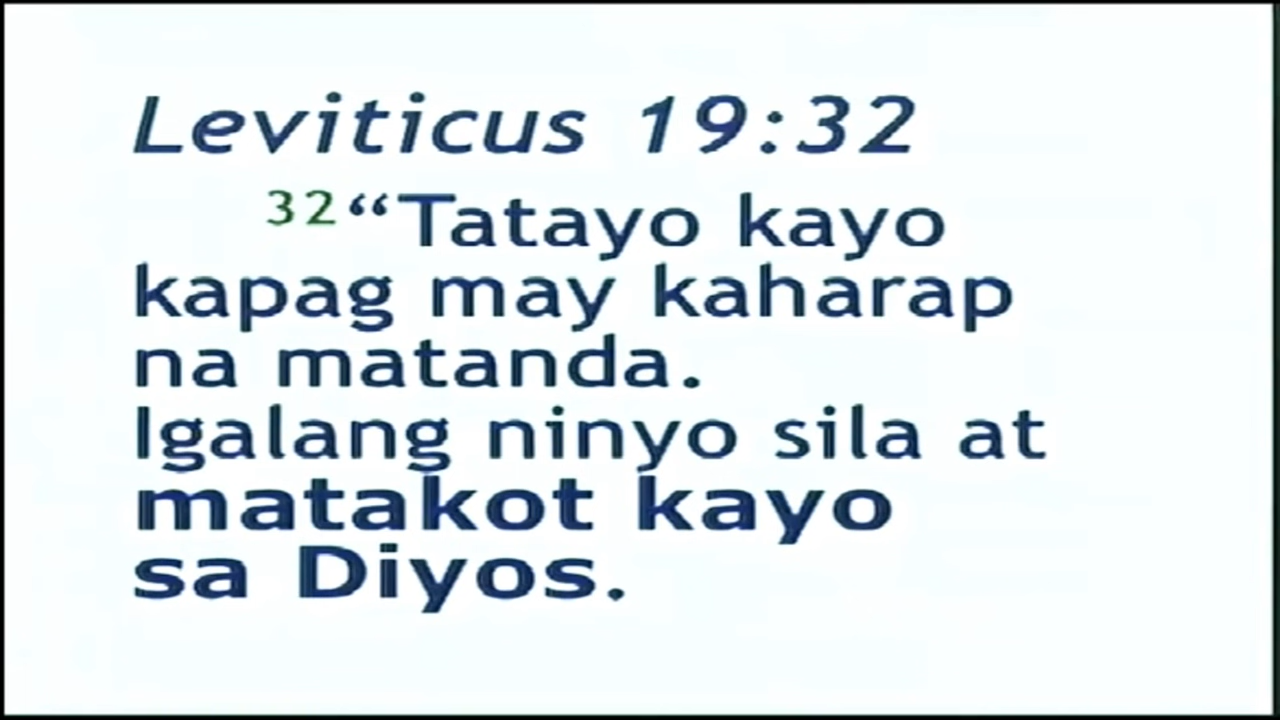 Leviticus 19:32
32 “Tatayo kayo
kapag may kaharap
na matanda.
Igalang ninyo sila at
matakot kayo
sa Diyos.